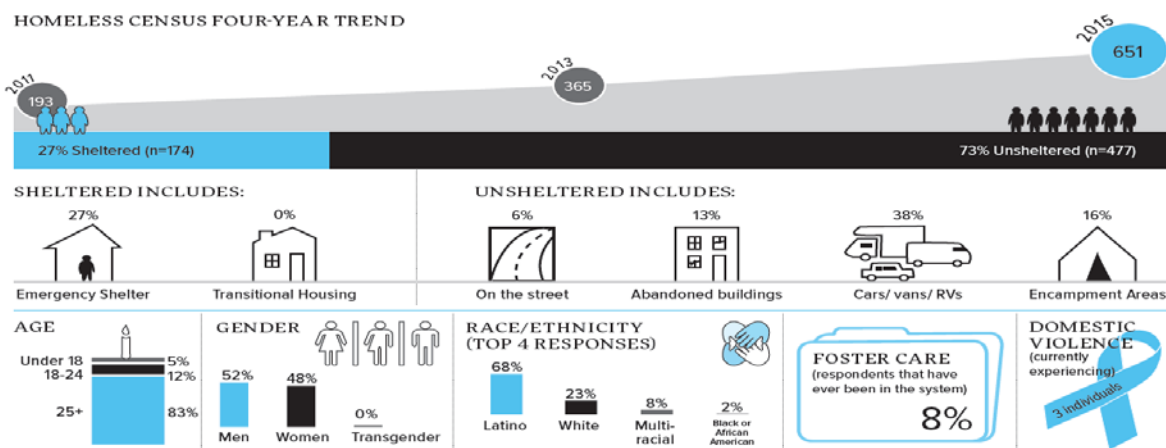 HOMELESS CENSUS FOUR-YEAR TREND
2011
193
2013
365
2015
651
27% Sheltered (n=174)
73% Unsheltered (n=477)
SHELTERED INCLUDES:
27%
Emergency Shelter
0%
Transitional Housing
UNSHELTERED INCLUDES:
6%
On the street
13%
Abandoned buildings
38%
Cars/ vans/ RVs
16%
Encampment Areas
AGE
Under 18
5%
18-24
12%
25+
83%
GENDER
52%
Men
48%
Women
0%
Transgender
RACE/ETHNICITY
(TOP 4 RESPONSES)
68%
Latino
23%
White
8%
Multi-
racial
2%
Black or
African
American
FOSTER CARE
(respondents that have
ever been in the system)
8%
DOMESTIC
VIOLENCE
(currently
experiencing)
3 individuals